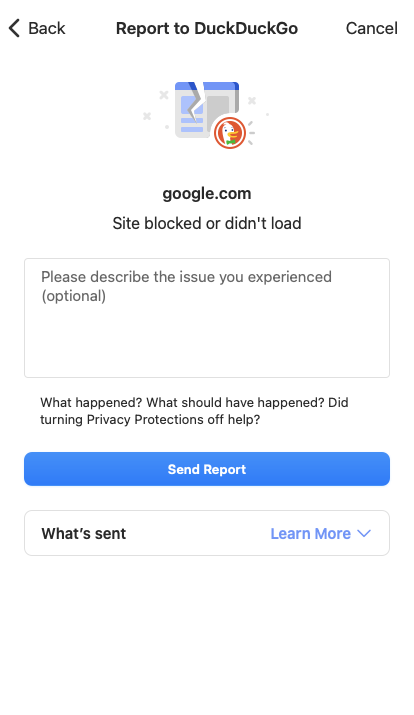 Back
Report to DuckDuckGo
Cancel
google.com
Site blocked or didn't load
Please describe the issue you experienced
(optional)
What happened? What should have happened? Did
turning Privacy Protections off help?
Send Report
What’s sent
Learn More